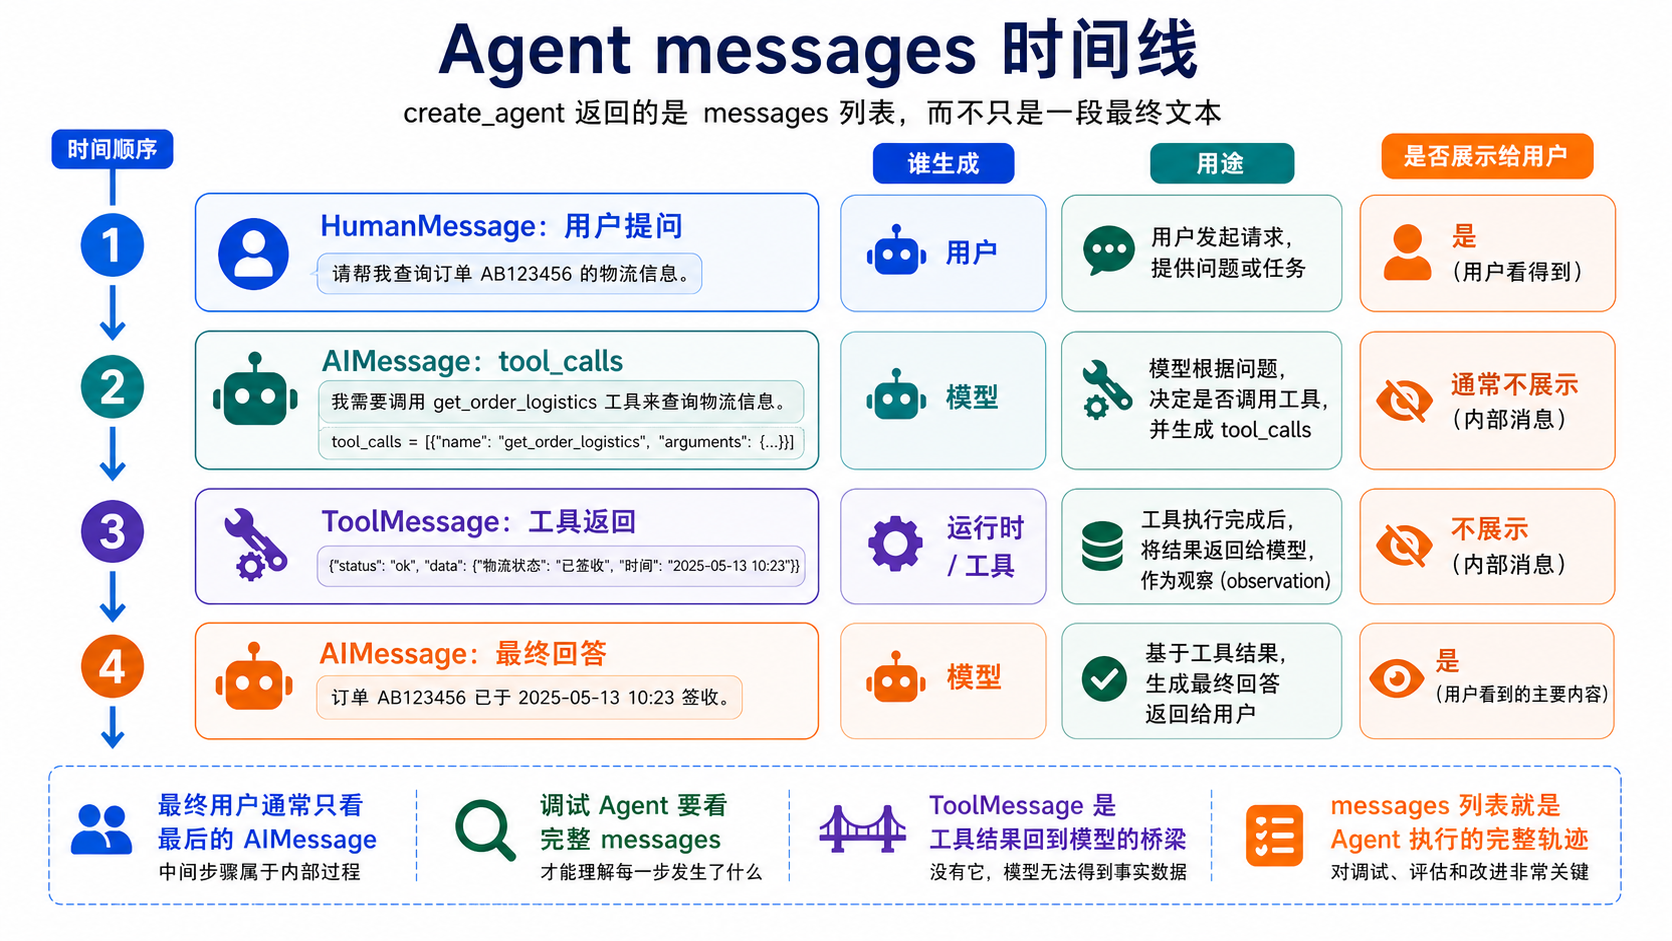 Agent messages 时间线
create_agent 返回的是 messages 列表，而不只是一段最终文本
时间顺序
谁生成
用途
是否展示给用户
1
HumanMessage：用户提问
请帮我查询订单 AB123456 的物流信息。
用户
用户发起请求，
提供问题或任务
是
（用户看得到）
2
AIMessage：tool_calls
我需要调用 get_order_logistics 工具来查询物流信息。
tool_calls = [{"name": "get_order_logistics", "arguments": {...}}]
模型
模型根据问题，
决定是否调用工具，
并生成 tool_calls
通常不展示
（内部消息）
3
ToolMessage：工具返回
{"status": "ok", "data": {"物流状态": "已签收", "时间": "2025-05-13 10:23"}}
运行时
/ 工具
工具执行完成后，
将结果返回给模型，
作为观察 (observation)
不展示
（内部消息）
4
AIMessage：最终回答
订单 AB123456 已于 2025-05-13 10:23 签收。
模型
基于工具结果，
生成最终回答
返回给用户
是
（用户看到的主要内容）
最终用户通常只看
最后的 AIMessage
中间步骤属于内部过程
调试 Agent 要看
完整 messages
才能理解每一步发生了什么
ToolMessage 是
工具结果回到模型的桥梁
没有它，模型无法得到事实数据
messages 列表就是
Agent 执行的完整轨迹
对调试、评估和改进非常关键